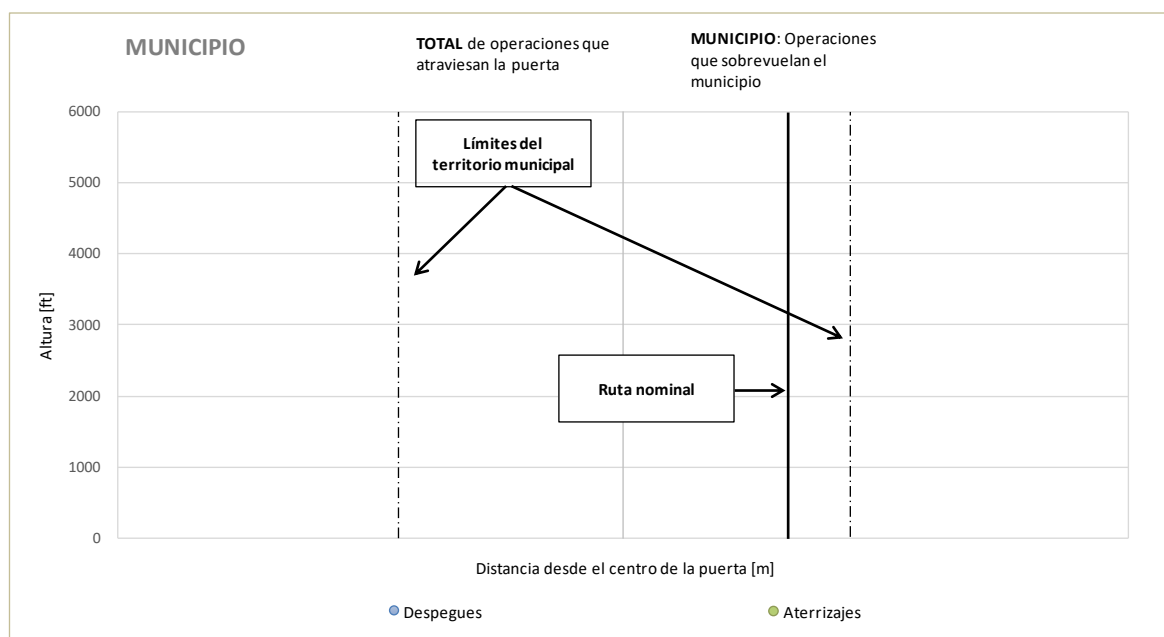 MUNICIPIO
TOTAL de operaciones que
atraviesan la puerta
MUNICIPIO: Operaciones
que sobrevuelan el
municipio
6000
5000
4000
3000
2000
1000
0
Altura [ft]
Límites del
territorio municipal
Ruta nominal
Distancia desde el centro de la puerta [m]
Despegues
Aterrizajes